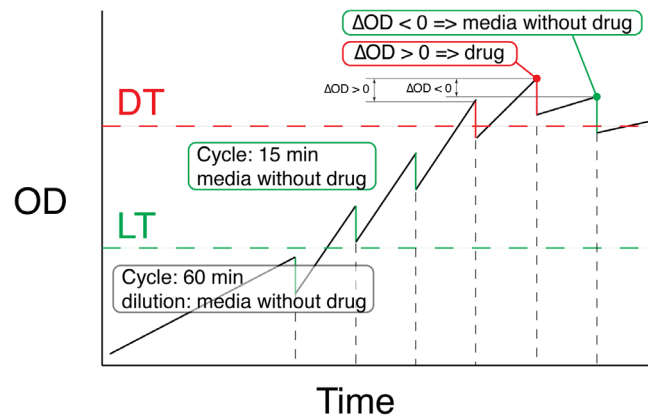 ΔOD < 0 => media without drug
ΔOD > 0 => drug
ΔOD > 0
ΔOD < 0
DT
Cycle: 15 min
media without drug
OD
LT
Cycle: 60 min
dilution: media without drug
Time